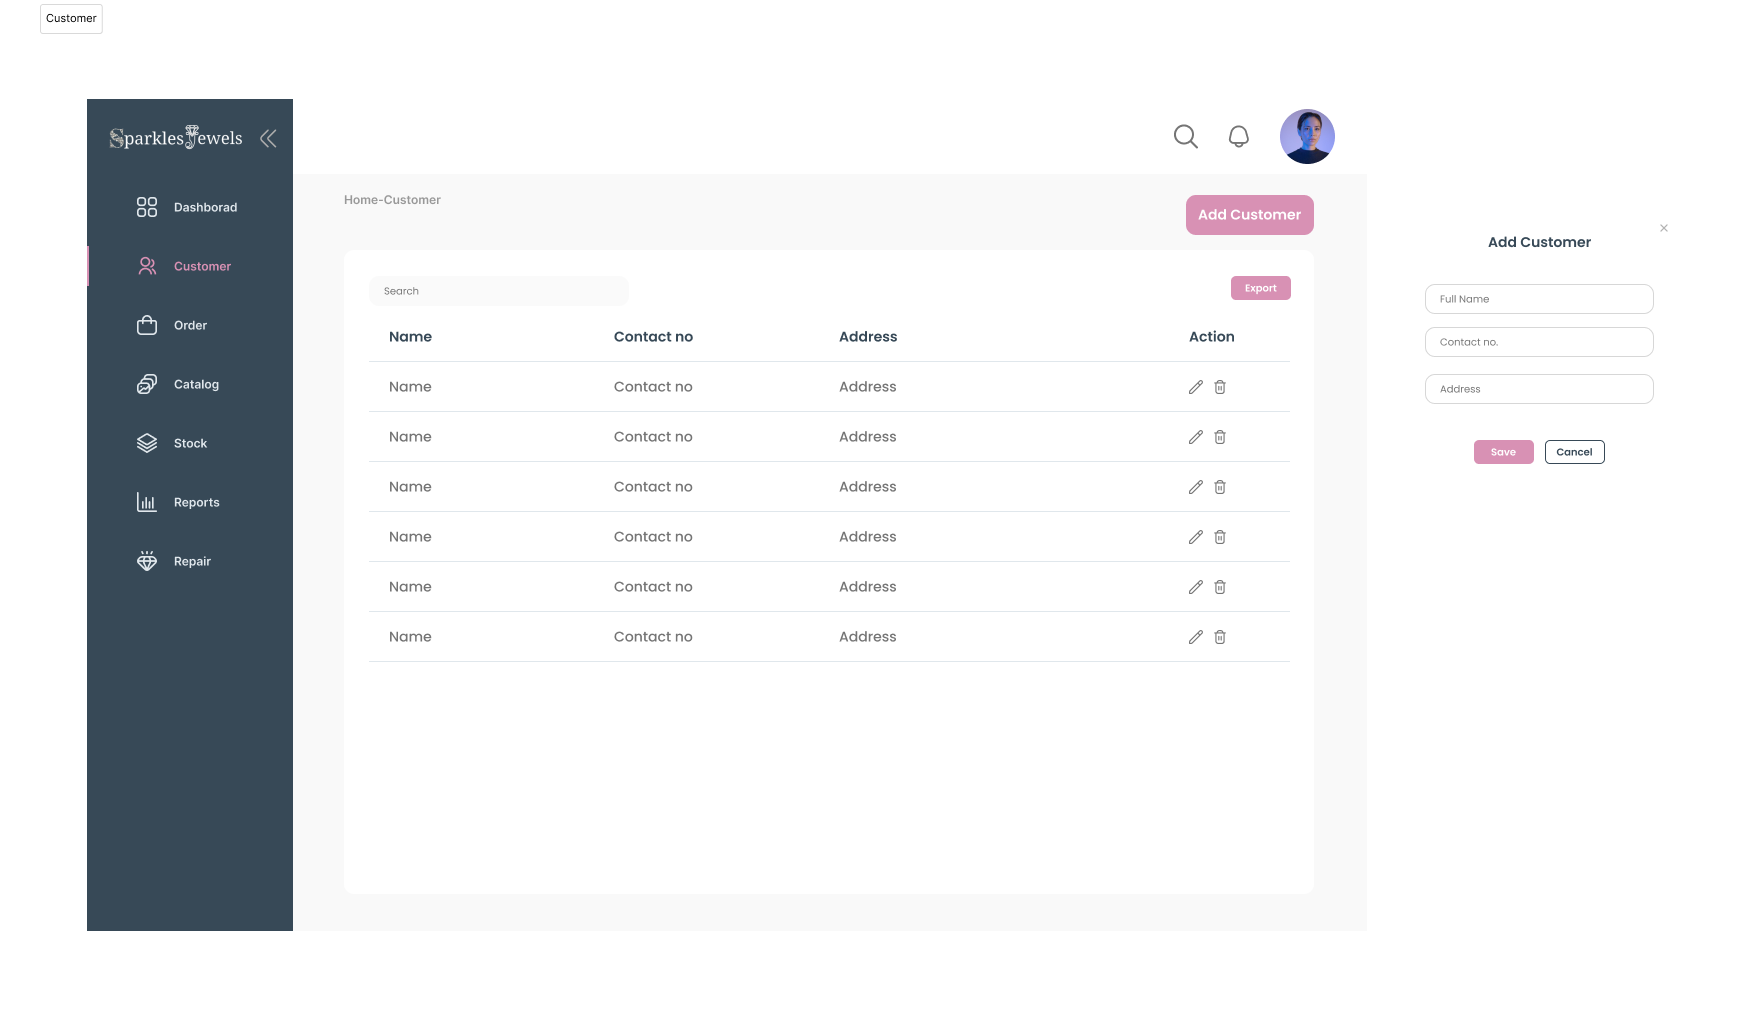 Customer
Sparkles Jewels
Dashborad
Customer
Order
Catalog
Stock
Reports
Repair
Home-Customer
Add Customer
Search
Export
Name Contact no Address Action
Name Contact no Address
Name Contact no Address
Name Contact no Address
Name Contact no Address
Name Contact no Address
Name Contact no Address
Add Customer
Full Name
Contact no.
Address
Save Cancel